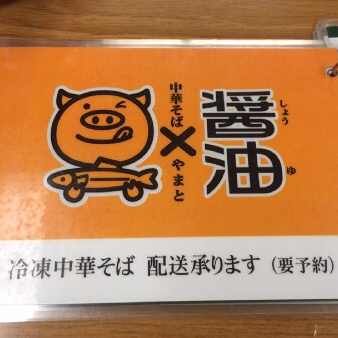 醤油
しょう
ゆ
中華そば
×
やまと
冷凍中華そば 配送承ります (要予約)